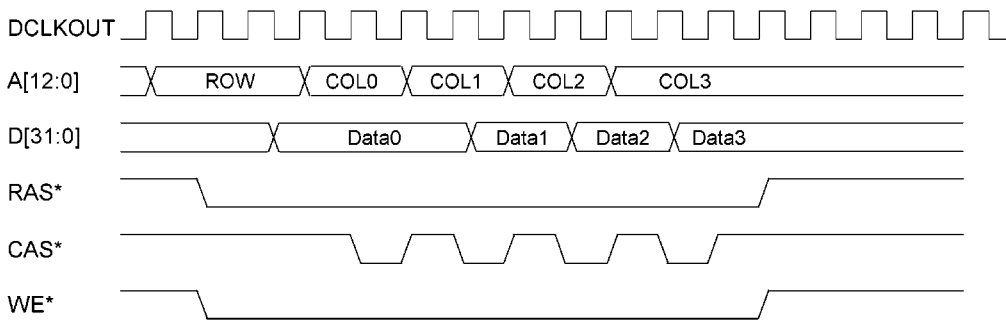 DCLKOUT
A[12:0] ROW COL0 COL1 COL2 COL3
D[31:0] Data0 Data1 Data2 Data3
RAS*
CAS*
WE*